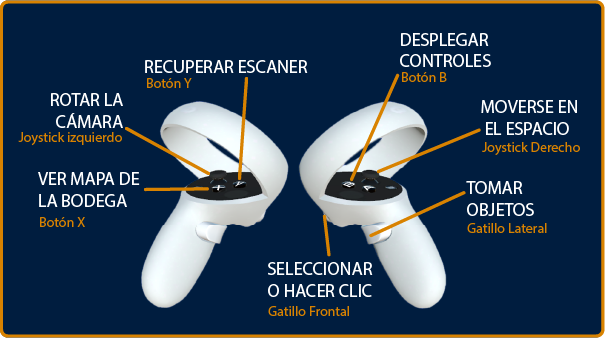 DESPLEGAR
CONTROLES
Botón B
RECUPERAR ESCANER
Botón Y
ROTAR LA
CÁMARA
Joystick izquierdo
MOVERSE EN
EL ESPACIO
Joystick Derecho
VER MAPA DE
LA BODEGA
Botón X
TOMAR
OBJETOS
Gatillo Lateral
SELECCIONAR
O HACER CLIC
Gatillo Frontal